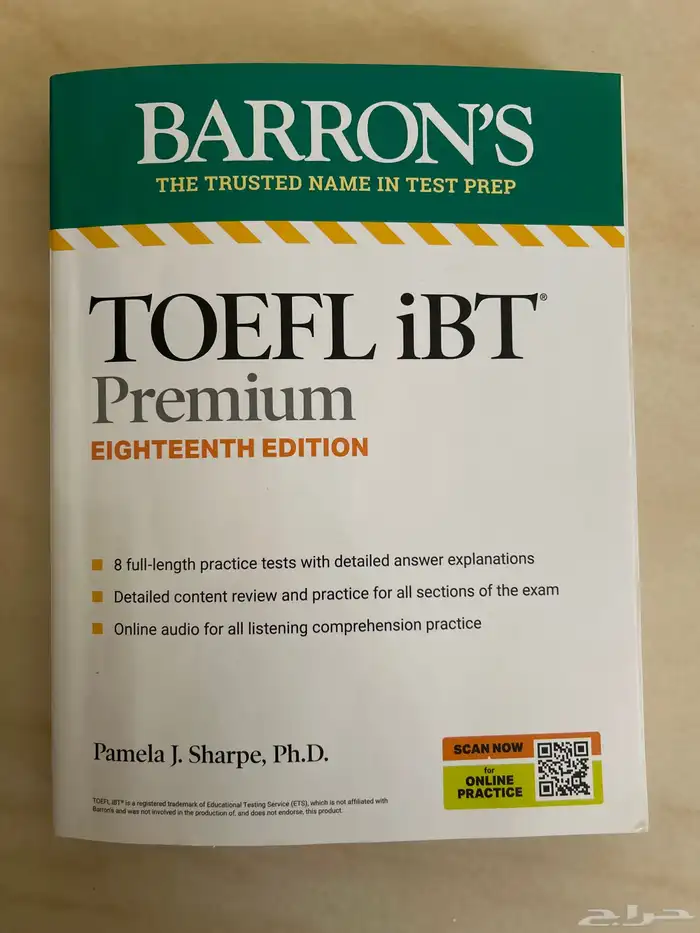 BARRON'S
THE TRUSTED NAME IN TEST PREP
TOEFL iBT®
Premium
EIGHTEENTH EDITION
8 full-length practice tests with detailed answer explanations
Detailed content review and practice for all sections of the exam
Online audio for all listening comprehension practice
Pamela J. Sharpe, Ph.D.
SCAN NOW
for
ONLINE
PRACTICE
TOEFL iBT® is a registered trademark of Educational Testing Service (ETS), which is not affiliated with
Barron's and was not involved in the production of, and does not endorse, this product.
حراج